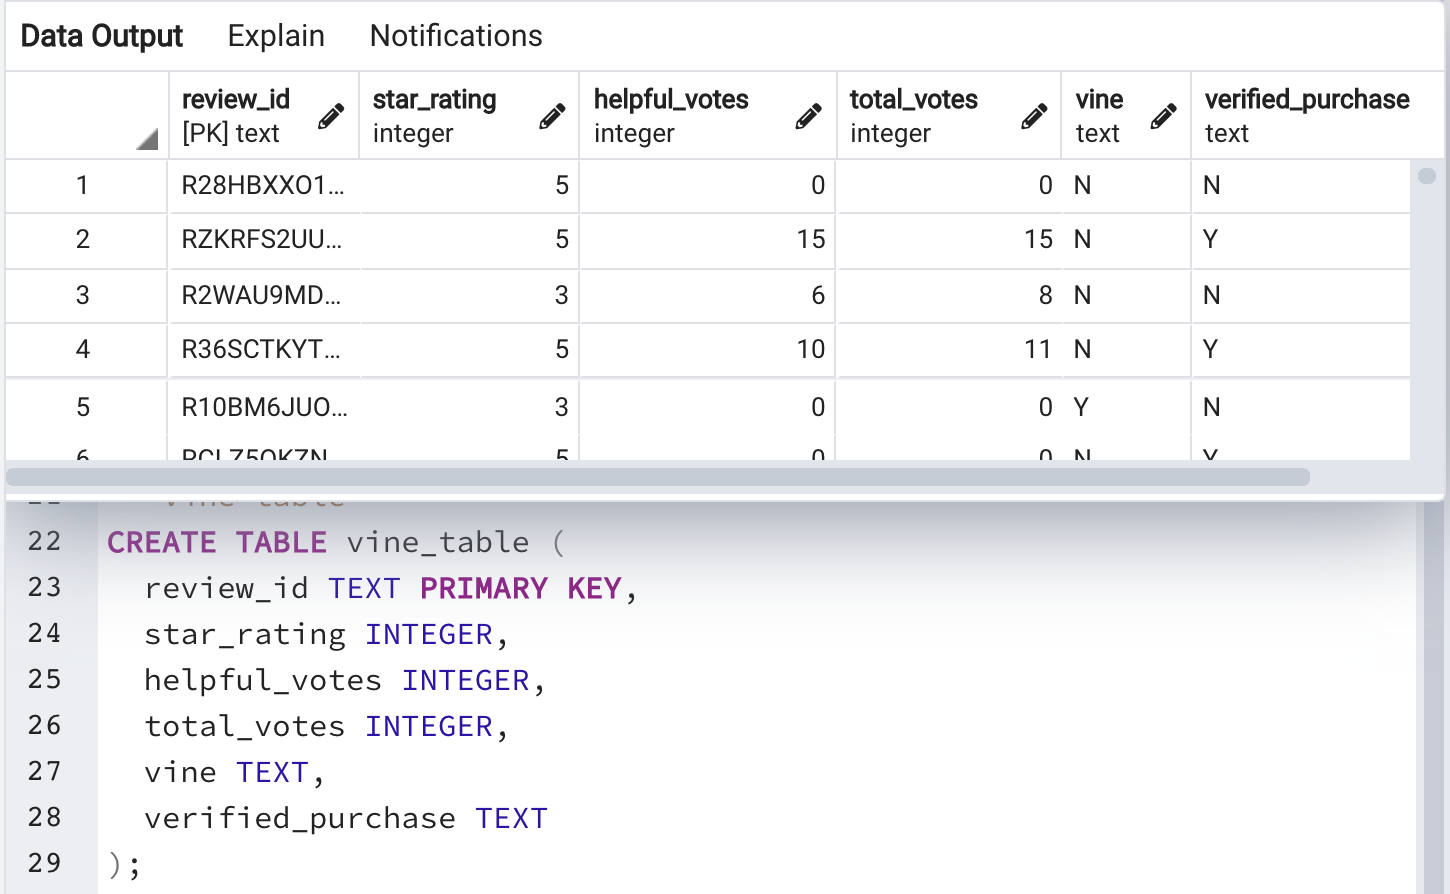 Data Output Explain Notifications
review_id star_rating helpful_votes total_votes vine verified_purchase
[PK] text integer integer integer text text
1 R28HBXXO1... 5 0 0 N N
2 RZKRFS2UU... 5 15 15 N Y
3 R2WAU9MD... 3 6 8 N N
4 R36SCTKYT... 5 10 11 N Y
5 R10BM6JUO... 3 0 0 Y N
6 5 0 0 N Y
22 CREATE TABLE vine_table (
23 review_id TEXT PRIMARY KEY,
24 star_rating INTEGER,
25 helpful_votes INTEGER,
26 total_votes INTEGER,
27 vine TEXT,
28 verified_purchase TEXT
29 );